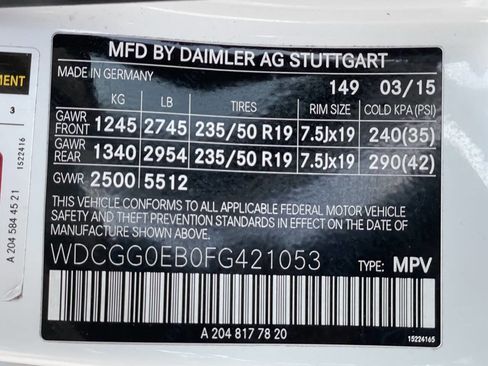 MFD BY DAIMLER AG STUTTGART
MADE IN GERMANY 149 03/15
KG LB TIRES RIM SIZE COLD KPA (PSI)
GAWR FRONT 1245 2745 235/50 R19 7.5Jx19 240(35)
GAWR REAR 1340 2954 235/50 R19 7.5Jx19 290(42)
GVWR 2500 5512
THIS VEHICLE CONFORMS TO ALL APPLICABLE FEDERAL MOTOR VEHICLE
SAFETY AND THEFT PREVENTION STANDARDS IN EFFECT ON THE DATE
OF MANUFACTURE SHOWN ABOVE.
WDCGG0EB0FG421053 TYPE: MPV
A 204 817 78 20
15224165
3
1522416
A 204 584 45 21